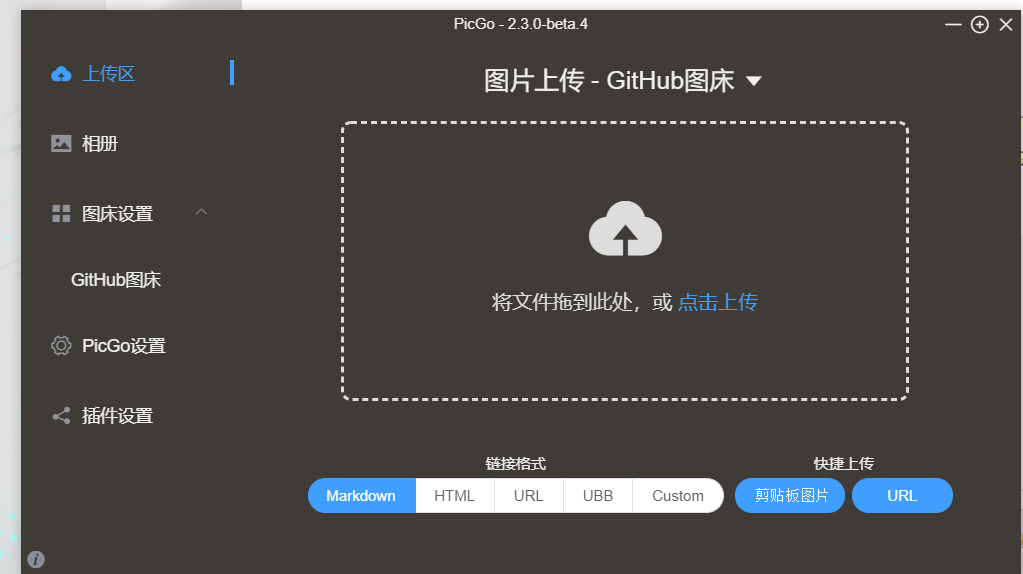 PicGo - 2.3.0-beta.4
上传区
相册
图床设置
GitHub图床
PicGo设置
插件设置
图片上传 - GitHub图床
将文件拖到此处，或 点击上传
链接格式
Markdown HTML URL UBB Custom
快捷上传
剪贴板图片 URL